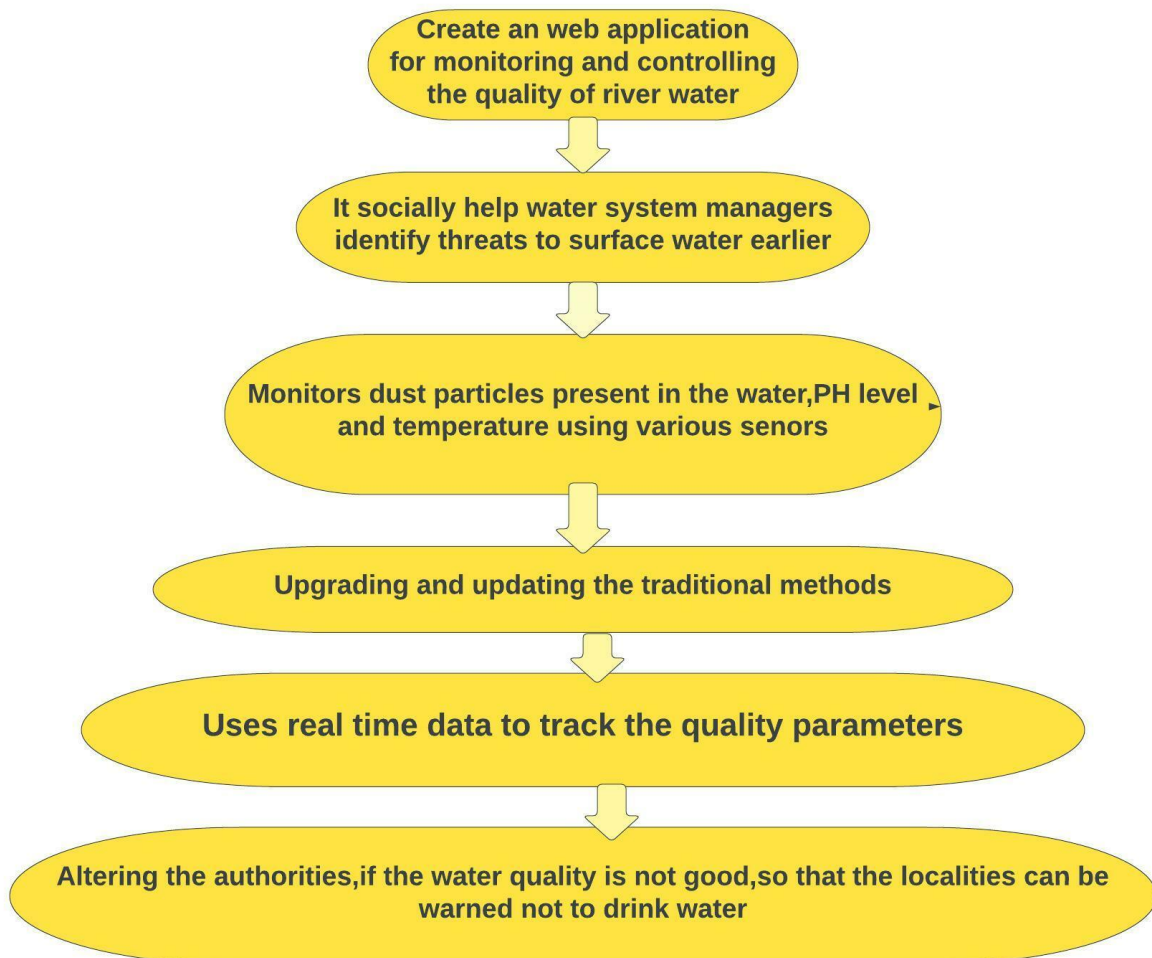 Create an web application
for monitoring and controlling
the quality of river water
It socially help water system managers
identify threats to surface water earlier
Monitors dust particles present in the water,PH level
and temperature using various senors
Upgrading and updating the traditional methods
Uses real time data to track the quality parameters
Altering the authorities,if the water quality is not good,so that the localities can be
warned not to drink water